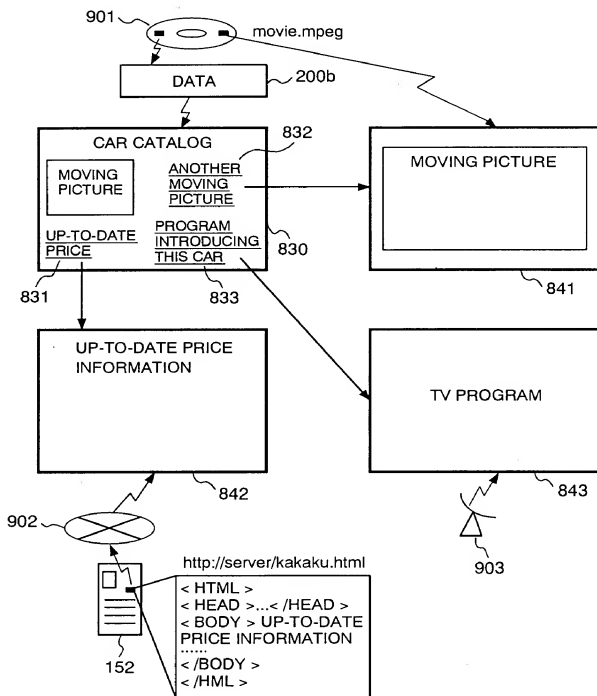 901
movie.mpeg
DATA
200b
CAR CATALOG
832
MOVING
PICTURE
ANOTHER
MOVING
PICTURE
UP-TO-DATE
PRICE
PROGRAM
INTRODUCING
THIS CAR
830
831
833
MOVING PICTURE
841
UP-TO-DATE PRICE
INFORMATION
842
TV PROGRAM
843
902
903
http://server/kakaku.html
152
< HTML >
< HEAD >...< /HEAD >
< BODY > UP-TO-DATE
PRICE INFORMATION
......
< /BODY >
< /HML >